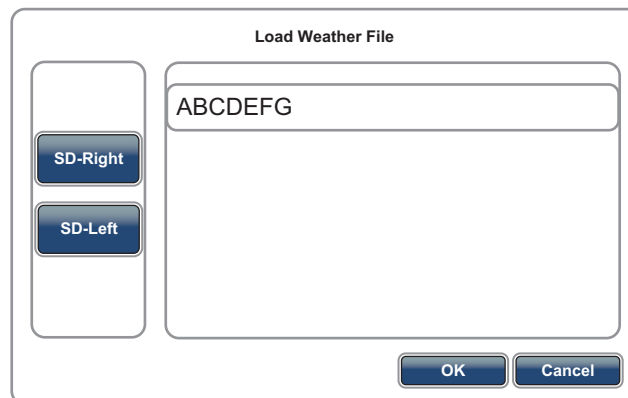 Load Weather File
ABCDEFG
SD-Right
SD-Left
OK
Cancel